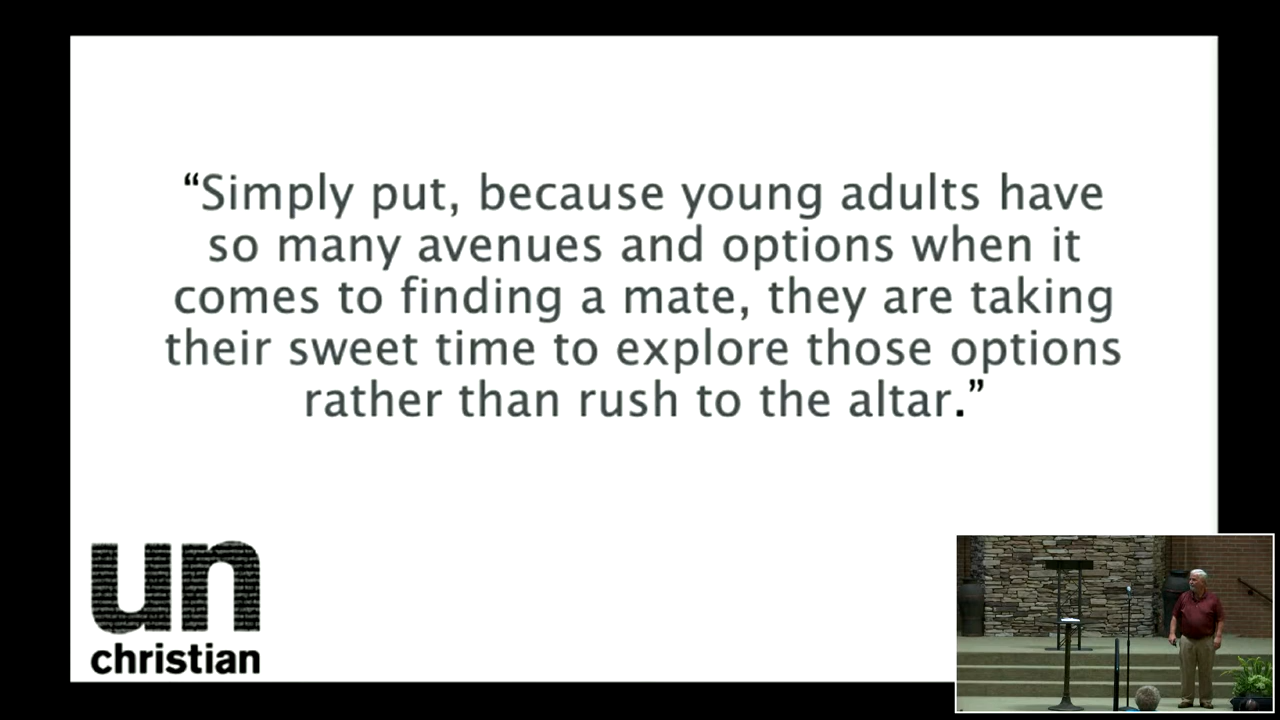 “Simply put, because young adults have
so many avenues and options when it
comes to finding a mate, they are taking
their sweet time to explore those options
rather than rush to the altar.”
un
christian